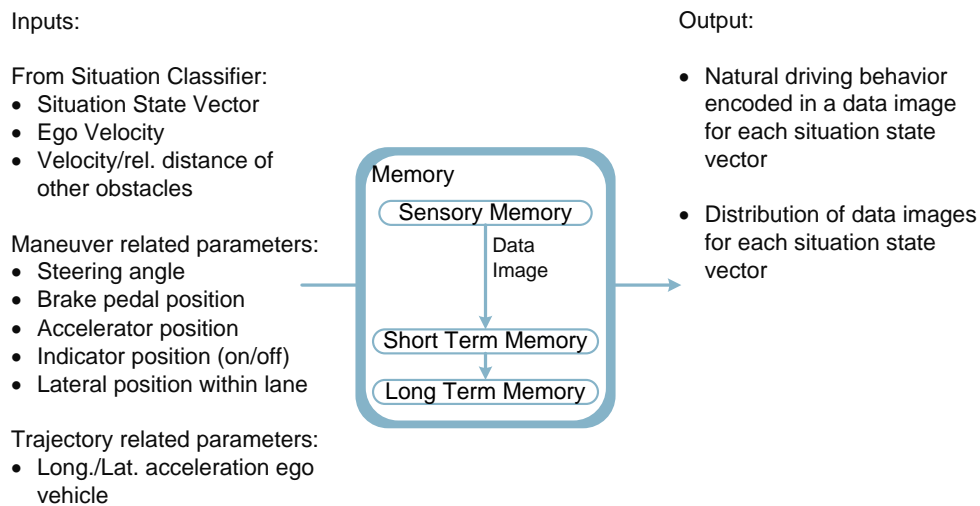 Inputs:
From Situation Classifier:
• Situation State Vector
• Ego Velocity
• Velocity/rel. distance of
other obstacles
Maneuver related parameters:
• Steering angle
• Brake pedal position
• Accelerator position
• Indicator position (on/off)
• Lateral position within lane
Trajectory related parameters:
• Long./Lat. acceleration ego
vehicle
Memory
Sensory Memory
Data
Image
Short Term Memory
Long Term Memory
Output:
• Natural driving behavior
encoded in a data image
for each situation state
vector
• Distribution of data images
for each situation state
vector